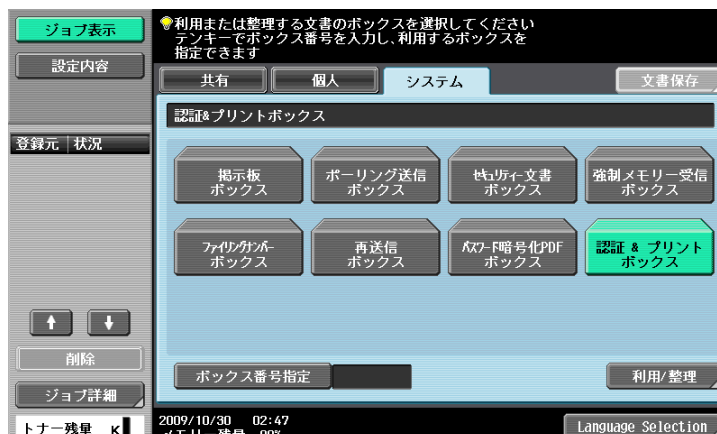 ジョブ表示
設定内容
登録元 状況
削除
ジョブ詳細
トナー残量 K
利用または整理する文書のボックスを選択してください
テンキーでボックス番号を入力し、利用するボックスを
指定できます
共有
個人
システム
文書保存
認証&プリントボックス
掲示板
ボックス
ポーリング送信
ボックス
セキュリティー文書
ボックス
強制メモリー受信
ボックス
ファイリングナンバー
ボックス
再送信
ボックス
パスワード暗号化PDF
ボックス
認証 & プリント
ボックス
ボックス番号指定
利用/整理
2009/10/30 02:47
メモリー残量 99%
Language Selection